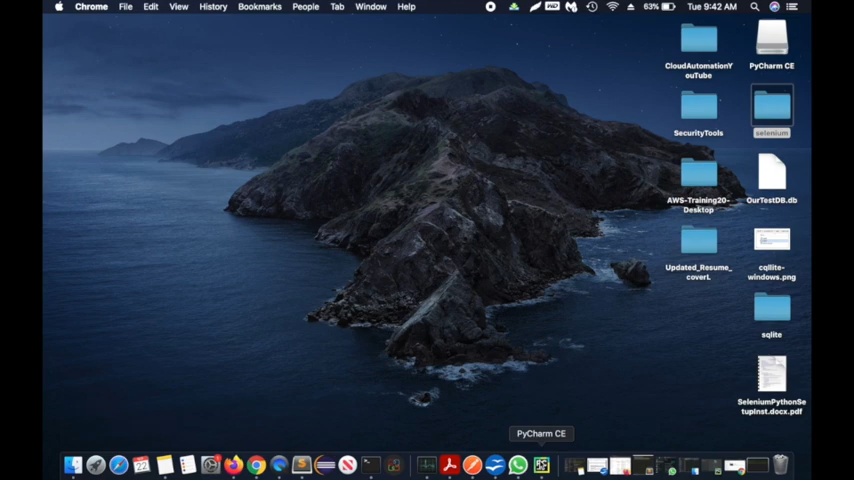 Chrome File Edit View History Bookmarks People Tab Window Help 63% Tue 9:42 AM
CloudAutomationY
ouTube
PyCharm CE
SecurityTools
selenium
AWS-Training20-
Desktop
OurTestDB.db
Updated_Resume_
coverL
cqllite-
windows.png
sqlite
SeleniumPythonSe
tupInst.docx.pdf
PyCharm CE